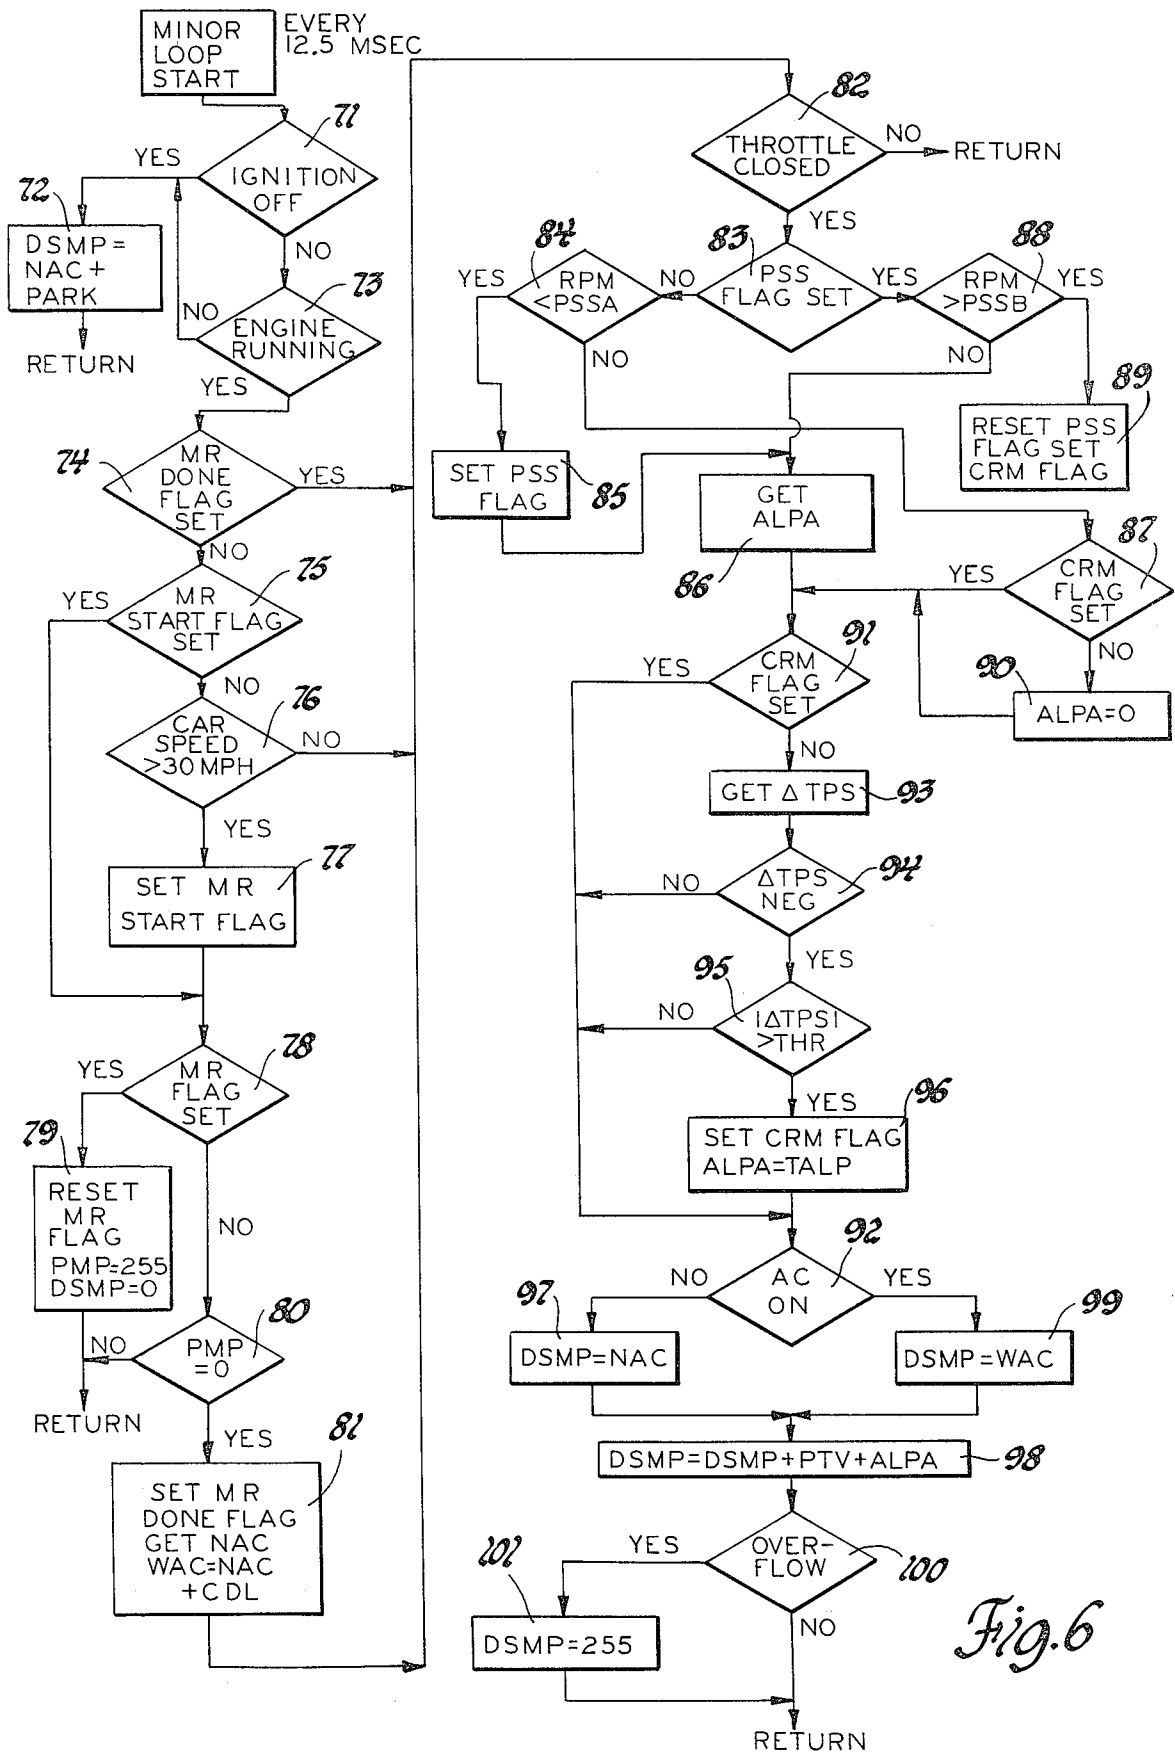 MINOR
LOOP
START
EVERY
12.5 MSEC
71
IGNITION
OFF
YES
NO
72
DSMP=
NAC+
PARK
RETURN
73
ENGINE
RUNNING
NO
YES
74
MR
DONE
FLAG
SET
YES
NO
75
MR
START FLAG
SET
YES
NO
76
CAR
SPEED
>30MPH
NO
YES
77
SET MR
START FLAG
78
MR
FLAG
SET
YES
NO
79
RESET
MR
FLAG
PMP=255
DSMP=0
80
PMP
=0
NO
RETURN
YES
81
SET MR
DONE FLAG
GET NAC
WAC=NAC
+CDL
82
THROTTLE
CLOSED
NO
RETURN
YES
83
PSS
FLAG SET
NO
YES
84
RPM
<PSSA
YES
NO
88
RPM
>PSSB
YES
NO
89
RESET PSS
FLAG SET
CRM FLAG
SET PSS
FLAG
85
GET
ALPA
86
87
CRM
FLAG
SET
YES
NO
90
ALPA=0
91
CRM
FLAG
SET
YES
NO
GET Δ TPS
93
94
ΔTPS
NEG
NO
YES
95
|ΔTPS|
>THR
NO
YES
96
SET CRM FLAG
ALPA=TALP
92
AC
ON
NO
YES
97
DSMP=NAC
99
DSMP=WAC
DSMP=DSMP+PTV+ALPA
98
OVER-
FLOW
100
YES
NO
101
DSMP=255
RETURN
Fig.6